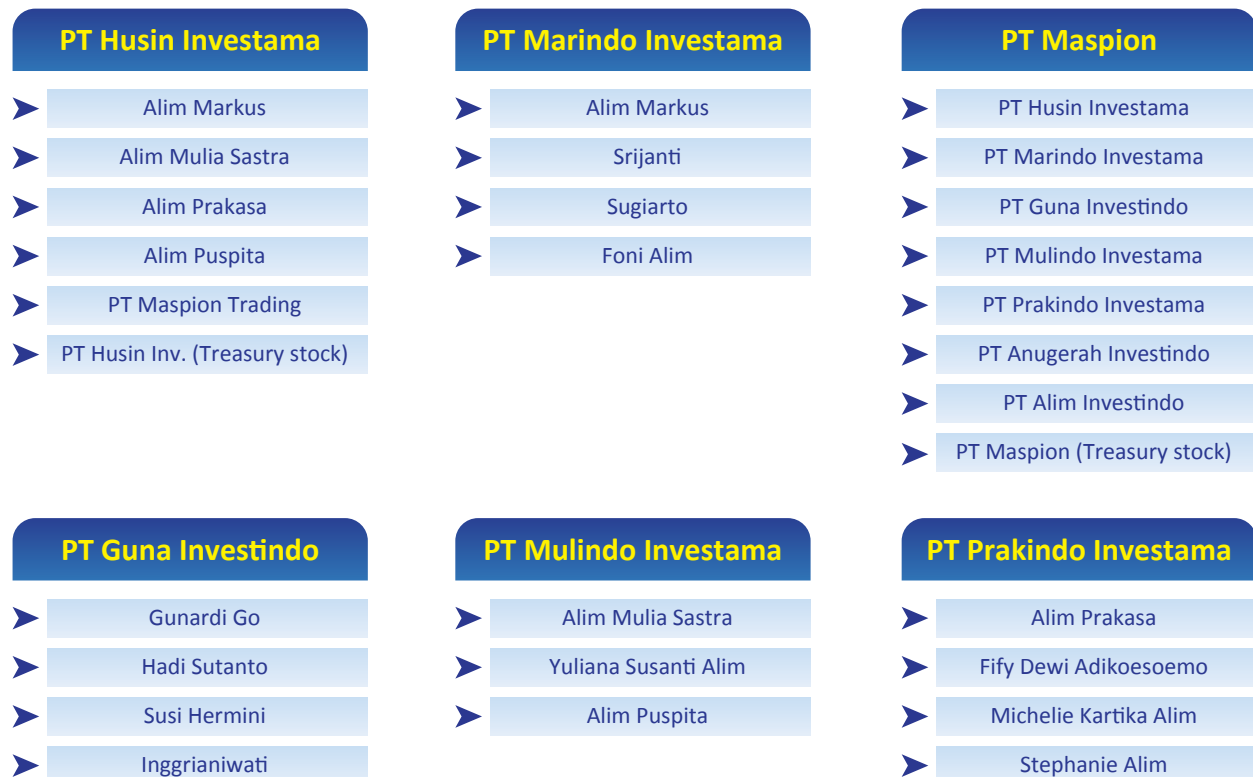 PT Husin Investama
Alim Markus
Alim Mulia Sastra
Alim Prakasa
Alim Puspita
PT Maspion Trading
PT Husin Inv. (Treasury stock)
PT Marindo Investama
Alim Markus
Srijanti
Sugiarto
Foni Alim
PT Maspion
PT Husin Investama
PT Marindo Investama
PT Guna Investindo
PT Mulindo Investama
PT Prakindo Investama
PT Anugerah Investindo
PT Alim Investindo
PT Maspion (Treasury stock)
PT Guna Investindo
Gunardi Go
Hadi Sutanto
Susi Hermini
Inggrianiwati
PT Mulindo Investama
Alim Mulia Sastra
Yuliana Susanti Alim
Alim Puspita
PT Prakindo Investama
Alim Prakasa
Fify Dewi Adikoesoemo
Michelie Kartika Alim
Stephanie Alim